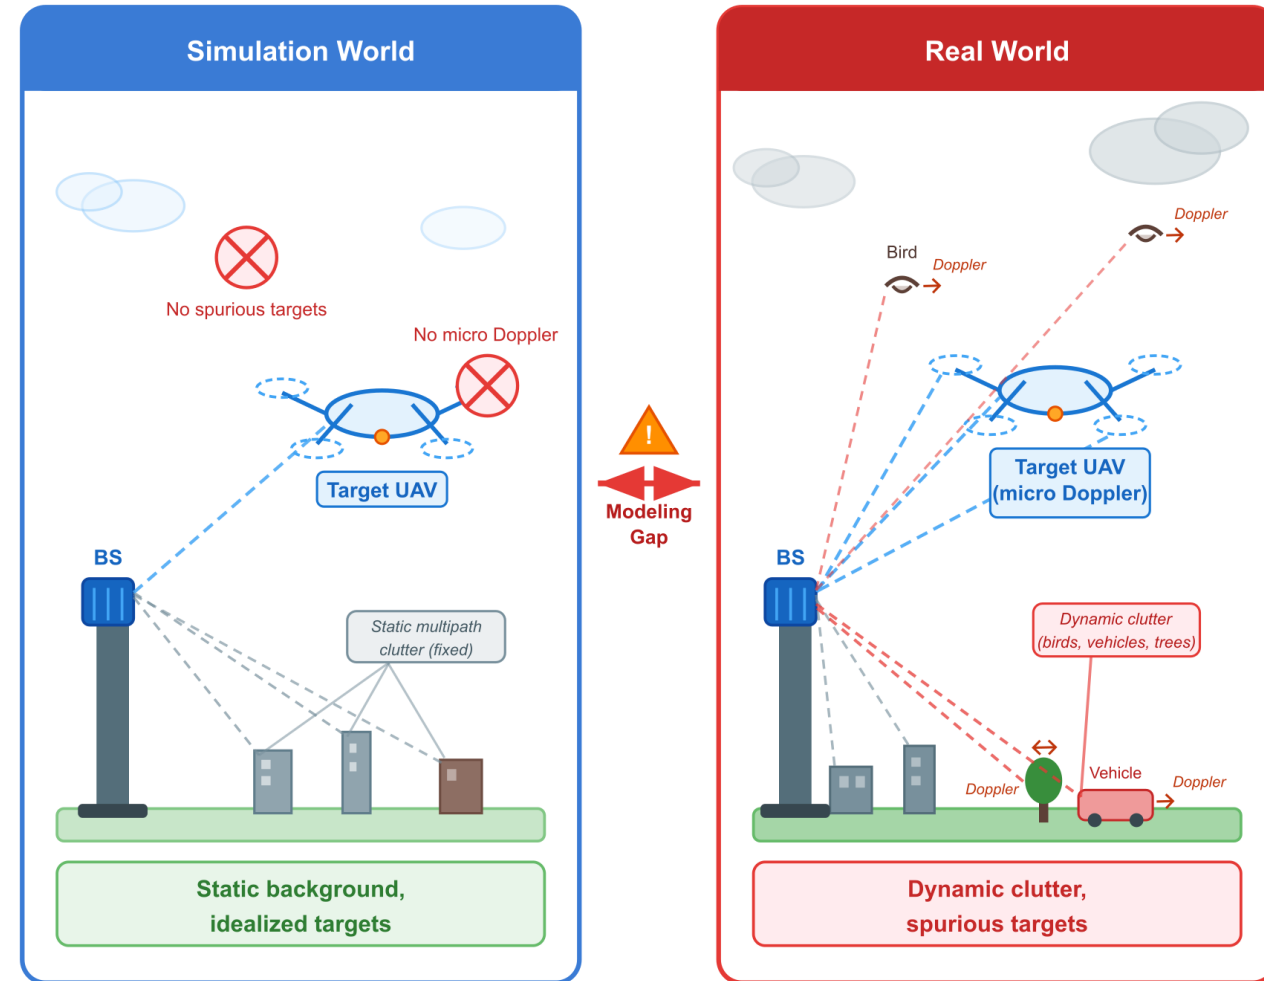 Simulation World
No spurious targets
No micro Doppler
Target UAV
BS
Static multipath
clutter (fixed)
Static background,
idealized targets
!
Modeling
Gap
Real World
Doppler
Bird
Doppler
Target UAV
(micro Doppler)
BS
Dynamic clutter
(birds, vehicles, trees)
Vehicle
Doppler
Doppler
Dynamic clutter,
spurious targets